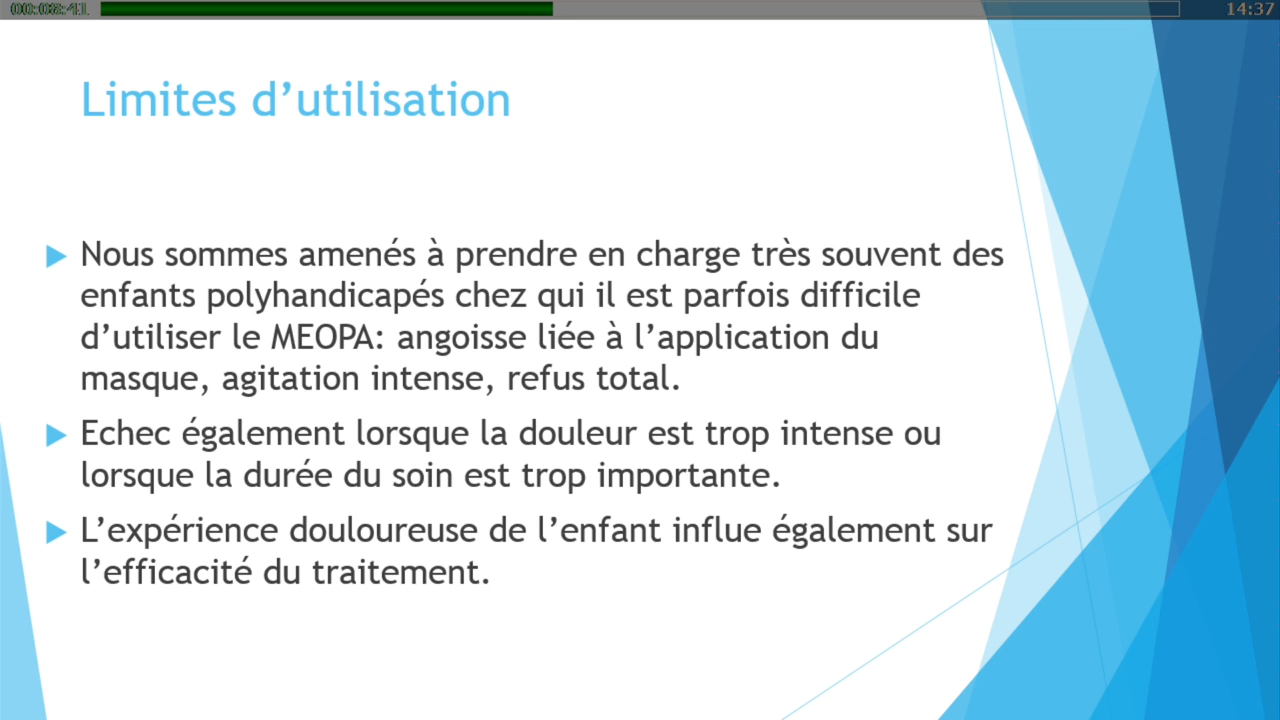 00:08:41
14:37
Limites d’utilisation
Nous sommes amenés à prendre en charge très souvent des
enfants polyhandicapés chez qui il est parfois difficile
d’utiliser le MEOPA: angoisse liée à l’application du
masque, agitation intense, refus total.
Echec également lorsque la douleur est trop intense ou
lorsque la durée du soin est trop importante.
L’expérience douloureuse de l’enfant influe également sur
l’efficacité du traitement.